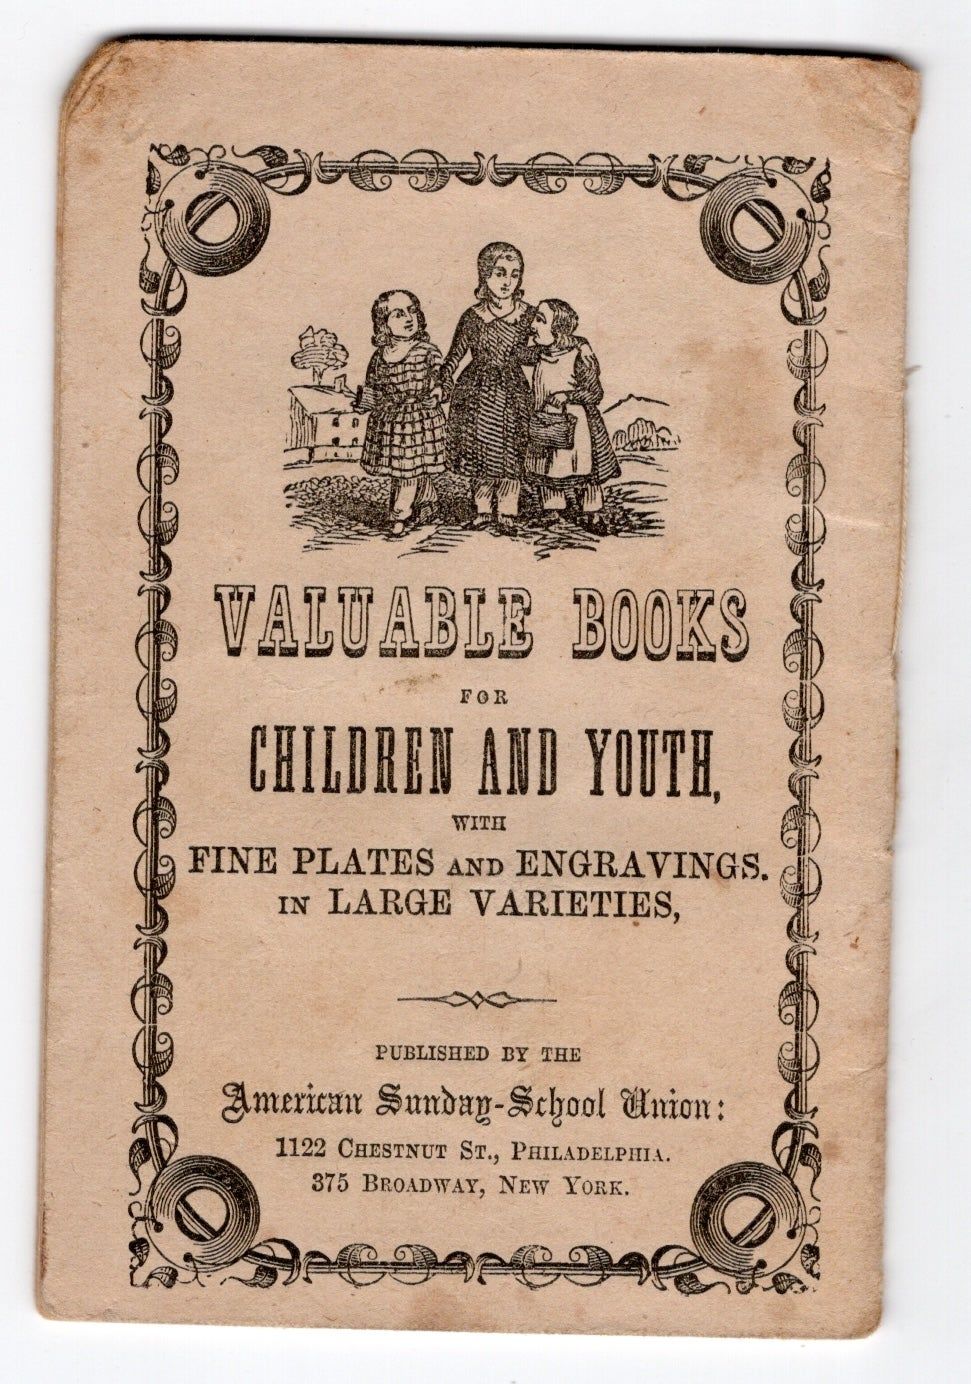 VALUABLE BOOKS
FOR
CHILDREN AND YOUTH,
WITH
FINE PLATES AND ENGRAVINGS.
IN LARGE VARIETIES,
PUBLISHED BY THE
American Sunday-School Union:
1122 CHESTNUT ST., PHILADELPHIA.
375 BROADWAY, NEW YORK.